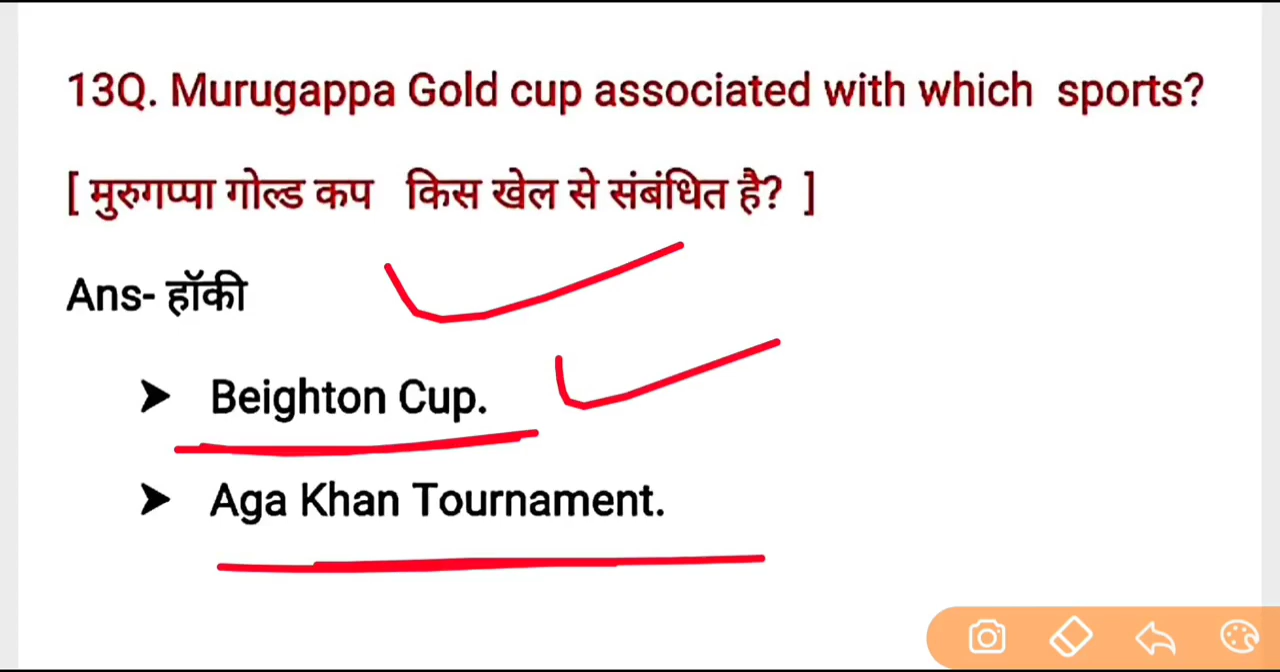 13Q. Murugappa Gold cup associated with which sports?
[ मुरुगप्पा गोल्ड कप किस खेल से संबंधित है? ]
Ans- हॉकी
➤ Beighton Cup.
➤ Aga Khan Tournament.